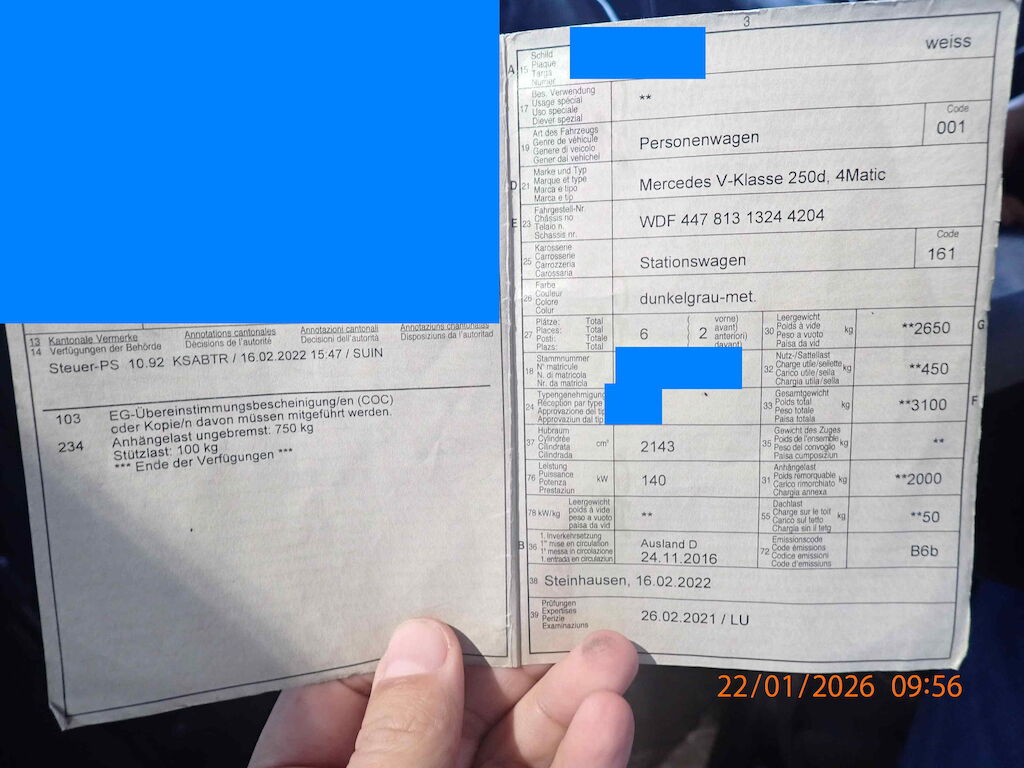 13 Kantonale Vermerke Annotations cantonales Annotazioni cantonali Annotaziuns chantunalas
14 Verfügungen der Behörde Décisions de l'autorité Decisioni dell'autorità Disposiziuns da l'autoritad
Steuer-PS 10.92 KSABTR / 16.02.2022 15:47 / SUIN
103 EG-Übereinstimmungsbescheinigung/en (COC)
oder Kopie/n davon müssen mitgeführt werden.
234 Anhängelast ungebremst: 750 kg
Stützlast: 100 kg
*** Ende der Verfügungen ***
3
A 15 Schild
Plaque
Targa
Numer
weiss
17 Bes. Verwendung
Usage spécial
Uso speciale
Diever spezial
**
19 Art des Fahrzeugs
Genre de véhicule
Genere di veicolo
Gener dal vehichel
Personenwagen
Code
001
D 21 Marke und Typ
Marque et type
Marca e tipo
Marca e tip
Mercedes V-Klasse 250d, 4Matic
E 23 Fahrgestell-Nr.
Châssis no
Telaio n.
Schassis nr.
WDF 447 813 1324 4204
25 Karosserie
Carrosserie
Carrozzeria
Carossaria
Stationswagen
Code
161
26 Farbe
Couleur
Colore
Colur
dunkelgrau-met.
27 Plätze: Total
Places: Total
Posti: Totale
Plazs: Total
6 ( 2 vorne)
avant)
anteriori)
davant)
30 Leergewicht
Poids à vide
Peso a vuoto
Paisa da vid
kg
**2650
G
18 Stammnummer
N° matricule
N. di matricola
Nr. da matricla
32 Nutz-/Sattellast
Charge utile/sellette
Carico utile/sella
Chargia utila/sella
kg
**450
24 Typengenehmigung
Réception par type
Approvazione del tipo
Approvaziun dal tip
33 Gesamtgewicht
Poids total
Peso totale
Paisa totala
kg
**3100
F
37 Hubraum
Cylindrée
Cilindrata
Cilindrada
cm³
2143
35 Gewicht des Zuges
Poids de l'ensemble
Peso del convoglio
Paisa cumposiziun
kg
**
76 Leistung
Puissance
Potenza
Prestaziun
kW
140
31 Anhängelast
Poids remorquable
Carico rimorchiato
Chargia annexa
kg
**2000
78 kW/kg
Leergewicht
poids à vide
peso a vuoto
paisa da vid
**
55 Dachlast
Charge sur le toit
Carico sul tetto
Chargia sin il tetg
kg
**50
B 36 1. Inverkehrsetzung
1re mise en circulation
1a messa in circolazione
1. entrada en circulaziun
Ausland D
24.11.2016
72 Emissionscode
Code émissions
Codice emissioni
Code d'emissiuns
B6b
38 Steinhausen, 16.02.2022
39 Prüfungen
Expertises
Perizie
Examinaziuns
26.02.2021 / LU
22/01/2026 09:56